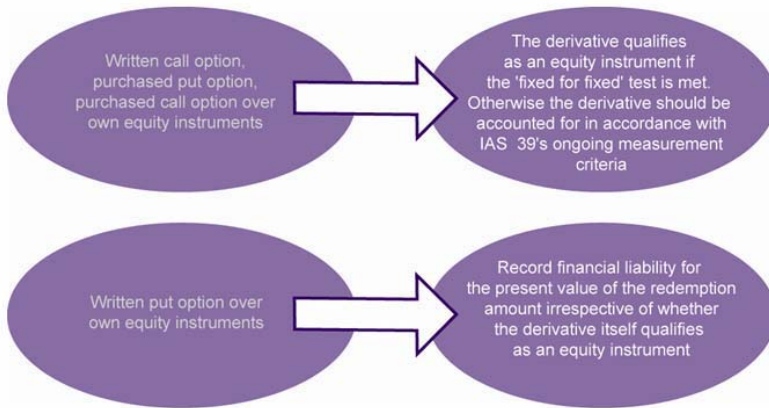 Written call option,
purchased put option,
purchased call option over
own equity instruments
The derivative qualifies
as an equity instrument if
the 'fixed for fixed' test is met.
Otherwise the derivative should be
accounted for in accordance with
IAS 39's ongoing measurement
criteria
Written put option over
own equity instruments
Record financial liability for
the present value of the redemption
amount irrespective of whether
the derivative itself qualifies
as an equity instrument